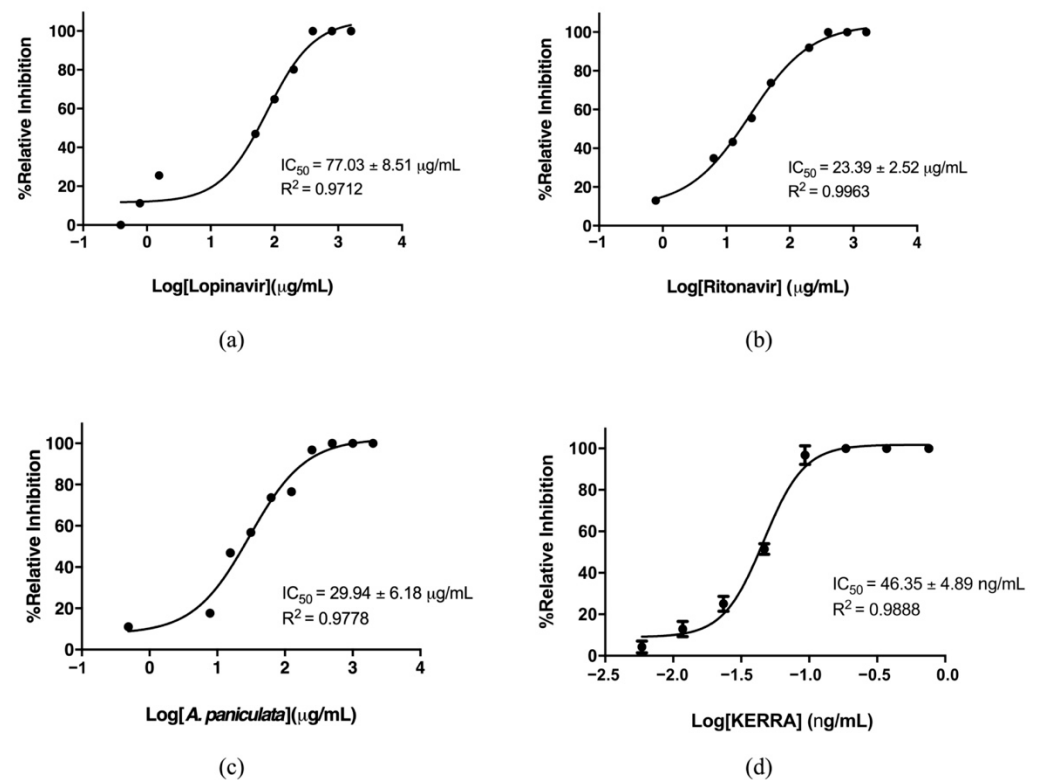 100
80
60
40
20
0
%Relative Inhibition
IC50 = 77.03 ± 8.51 μg/mL
R2 = 0.9712
−1 0 1 2 3 4
Log[Lopinavir](μg/mL)
(a)
100
80
60
40
20
0
%Relative Inhibition
IC50 = 23.39 ± 2.52 μg/mL
R2 = 0.9963
−1 0 1 2 3 4
Log[Ritonavir] (μg/mL)
(b)
100
80
60
40
20
0
%Relative Inhibition
IC50 = 29.94 ± 6.18 μg/mL
R2 = 0.9778
−1 0 1 2 3 4
Log[A. paniculata](μg/mL)
(c)
100
80
60
40
20
0
%Relative Inhibition
IC50 = 46.35 ± 4.89 ng/mL
R2 = 0.9888
−2.5 −2.0 −1.5 −1.0 −0.5 0.0
Log[KERRA] (ng/mL)
(d)